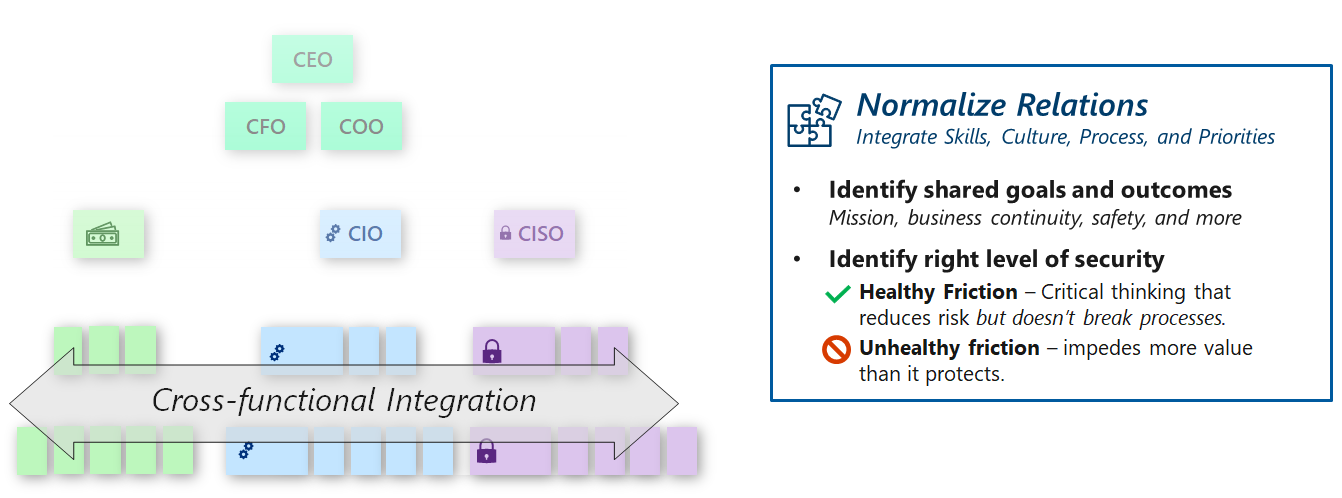 CEO
CFO
COO
CIO
CISO
Cross-functional Integration
Normalize Relations
Integrate Skills, Culture, Process, and Priorities
• Identify shared goals and outcomes
Mission, business continuity, safety, and more
• Identify right level of security
Healthy Friction – Critical thinking that
reduces risk but doesn't break processes.
Unhealthy friction – impedes more value
than it protects.